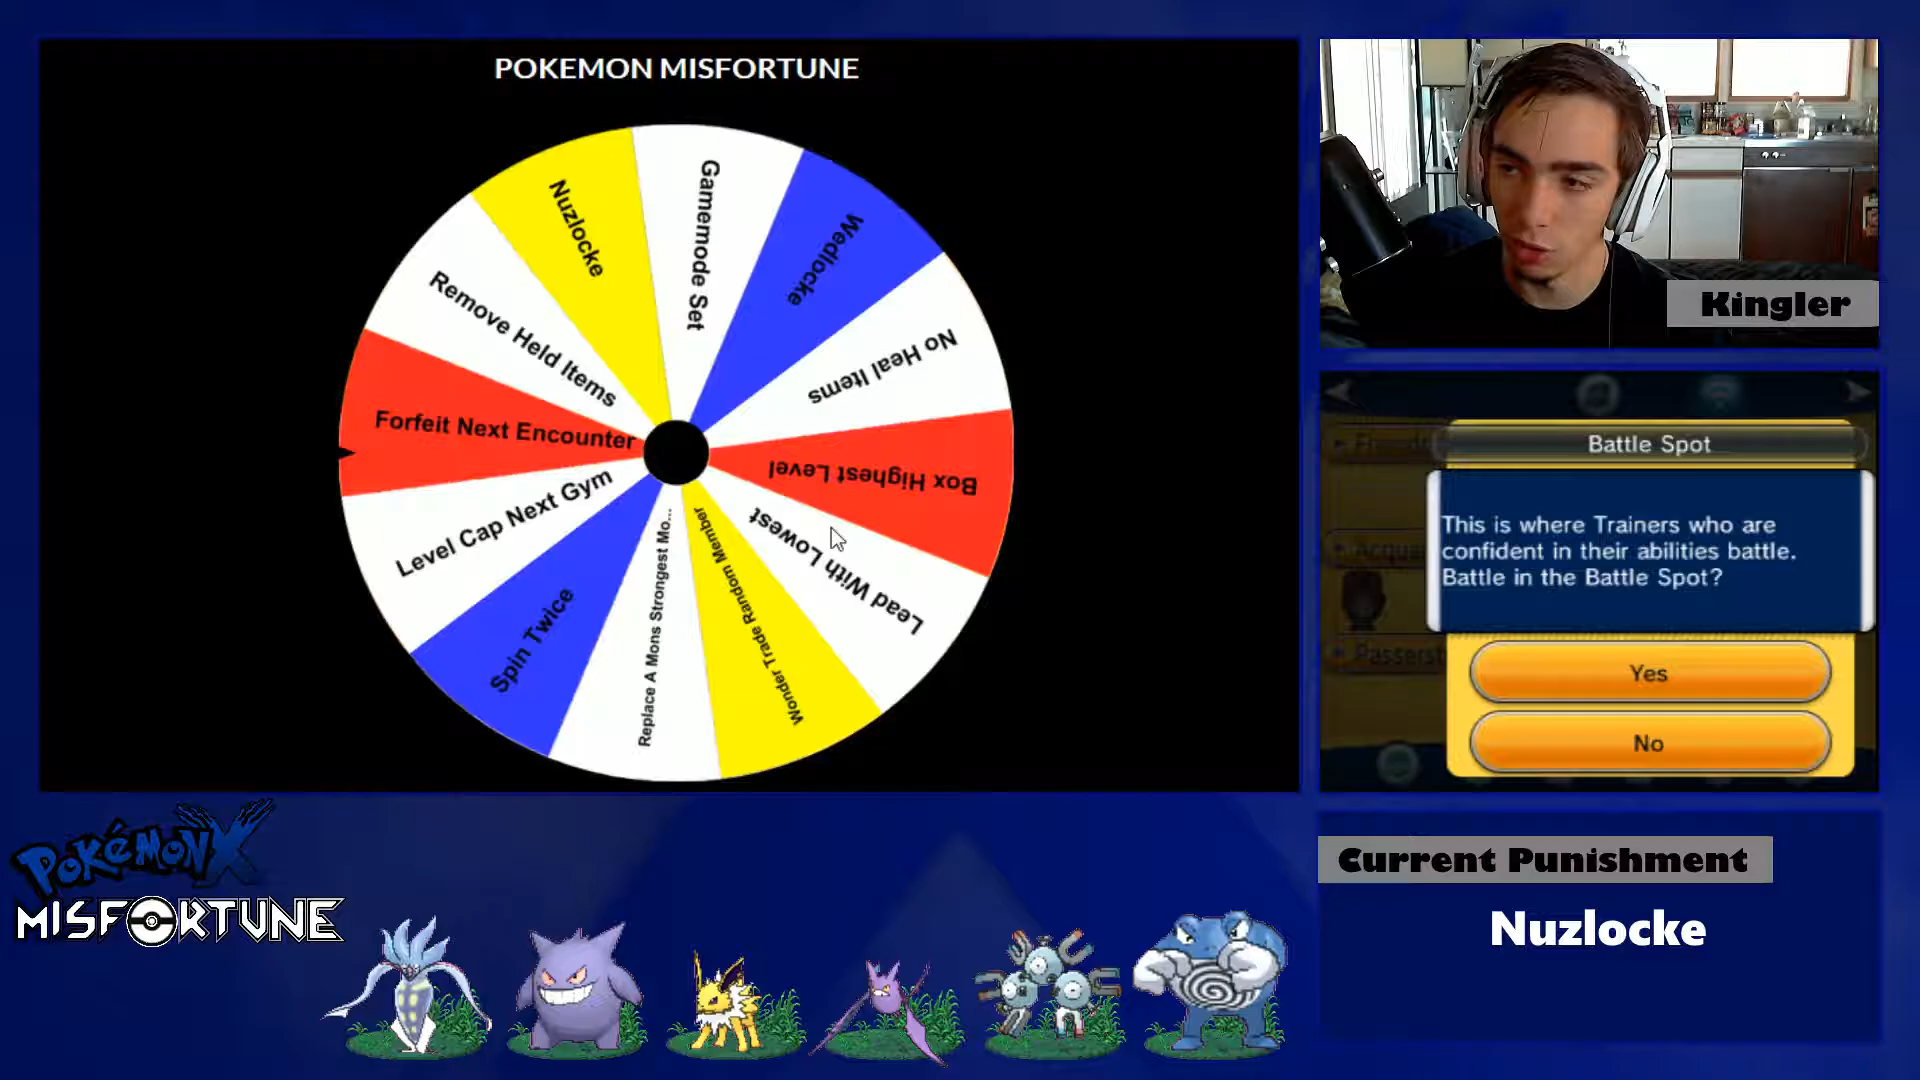 POKEMON MISFORTUNE
Nuzlocke
Gamemode Set
Wedlocke
No Heal Items
Box Highest Level
Lead With Lowest
Wonder Trade Random Member
Replace A Mons Strongest Mo...
Spin Twice
Level Cap Next Gym
Forfeit Next Encounter
Remove Held Items
Kingler
Battle Spot
This is where Trainers who are
confident in their abilities battle.
Battle in the Battle Spot?
Yes
No
Pokémon X
MISFORTUNE
Current Punishment
Nuzlocke